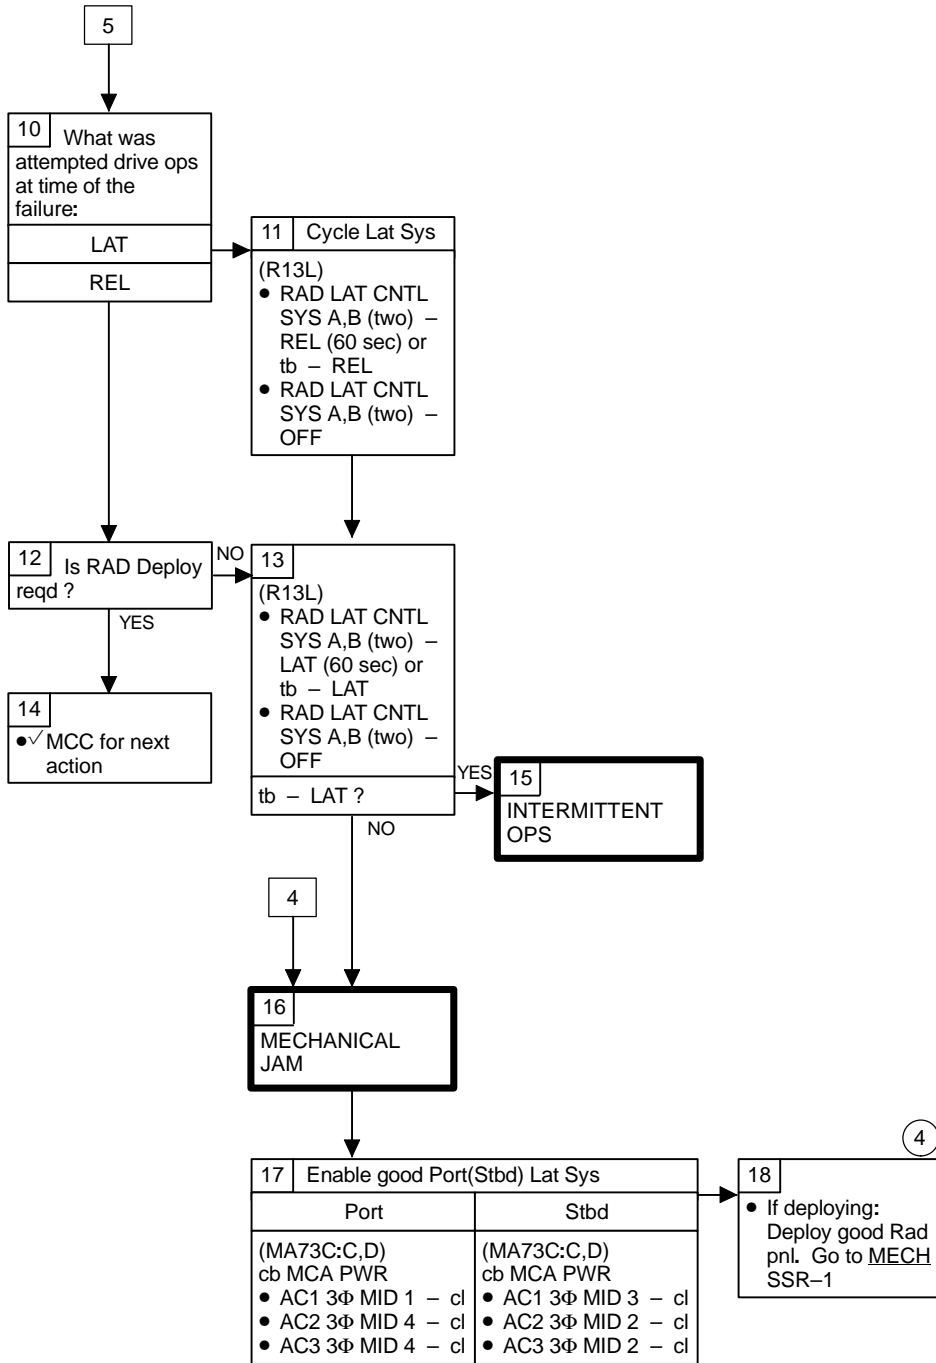 5
10 What was
attempted drive ops
at time of the
failure:
LAT
REL
11 Cycle Lat Sys
(R13L)
• RAD LAT CNTL
SYS A,B (two) –
REL (60 sec) or
tb – REL
• RAD LAT CNTL
SYS A,B (two) –
OFF
12 Is RAD Deploy
reqd ?
NO
YES
13
(R13L)
• RAD LAT CNTL
SYS A,B (two) –
LAT (60 sec) or
tb – LAT
• RAD LAT CNTL
SYS A,B (two) –
OFF
tb – LAT ?
YES
NO
14
•√ MCC for next
action
15
INTERMITTENT
OPS
4
16
MECHANICAL
JAM
17 Enable good Port(Stbd) Lat Sys
Port
(MA73C:C,D)
cb MCA PWR
• AC1 3Φ MID 1 – cl
• AC2 3Φ MID 4 – cl
• AC3 3Φ MID 4 – cl
Stbd
(MA73C:C,D)
cb MCA PWR
• AC1 3Φ MID 3 – cl
• AC2 3Φ MID 2 – cl
• AC3 3Φ MID 2 – cl
4
18
• If deploying:
Deploy good Rad
pnl. Go to MECH
SSR–1